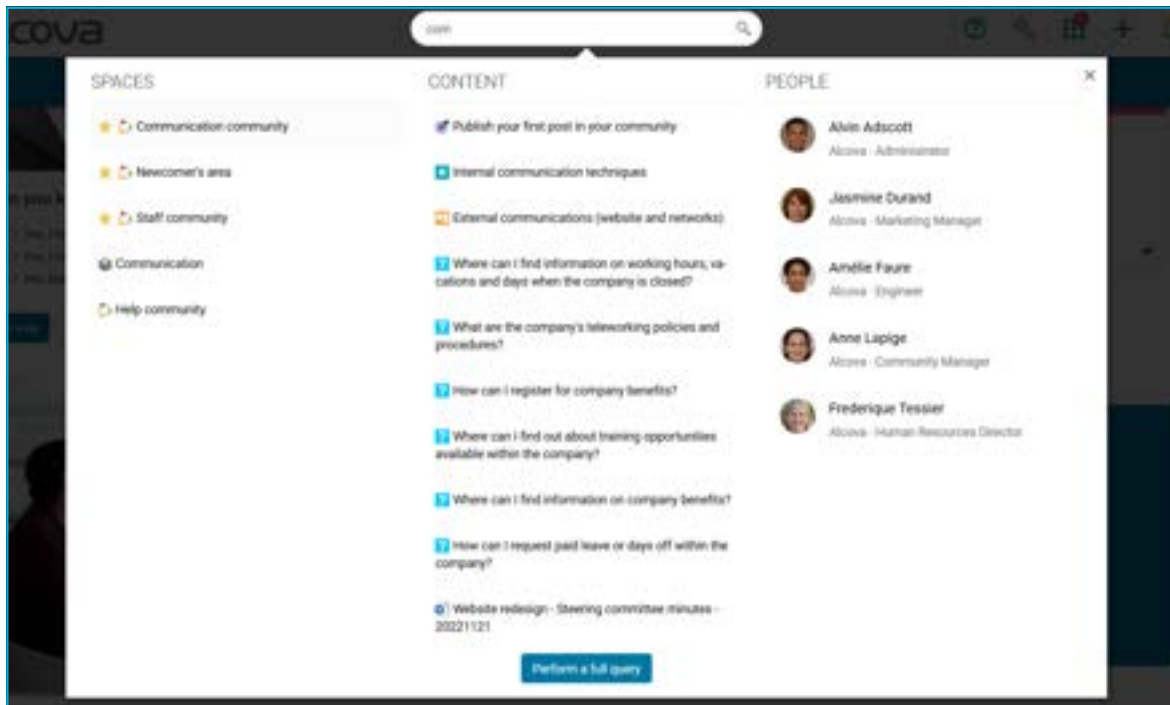 cova
com
SPACES
Communication community
Newcomer's area
Staff community
Communication
Help community
CONTENT
Publish your first post in your community
Internal communication techniques
External communications (website and networks)
Where can I find information on working hours, va-
cations and days when the company is closed?
What are the company's teleworking policies and
procedures?
How can I register for company benefits?
Where can I find out about training opportunities
available within the company?
Where can I find information on company benefits?
How can I request paid leave or days off within the
company?
Website redesign - Steering committee minutes -
20221121
Perform a full query
PEOPLE
Alvin Adscott
Alcova - Administrator
Jasmine Durand
Alcova - Marketing Manager
Amélie Faure
Alcova - Engineer
Anne Lapige
Alcova - Community Manager
Frederique Tessier
Alcova - Human Resources Director